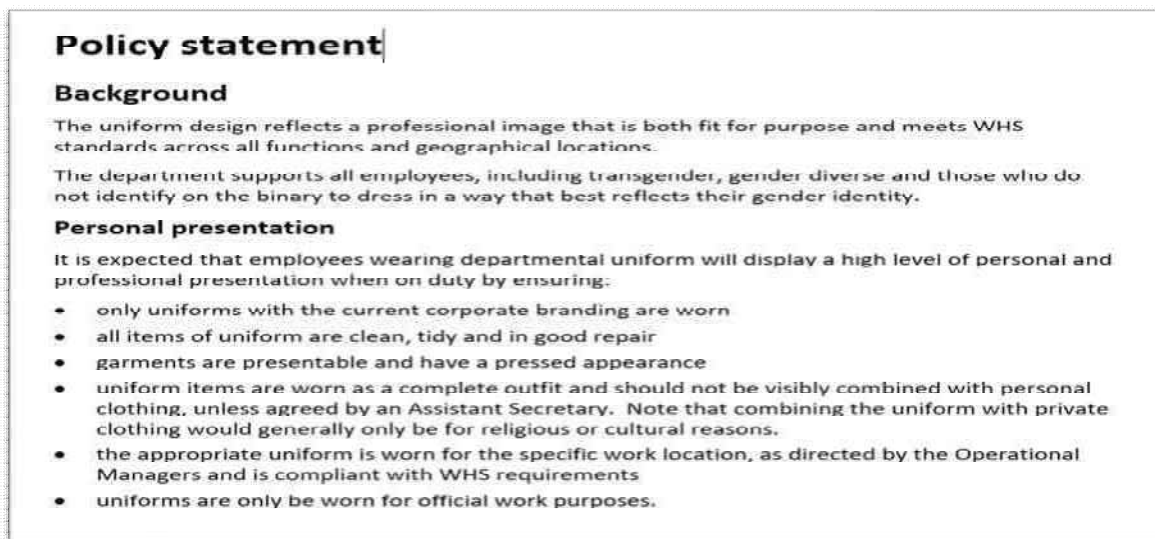 Policy statement
Background
The uniform design reflects a professional image that is both fit for purpose and meets WHS
standards across all functions and geographical locations.
The department supports all employees, including transgender, gender diverse and those who do
not identify on the binary to dress in a way that best reflects their gender identity.
Personal presentation
It is expected that employees wearing departmental uniform will display a high level of personal and
professional presentation when on duty by ensuring:
• only uniforms with the current corporate branding are worn
• all items of uniform are clean, tidy and in good repair
• garments are presentable and have a pressed appearance
• uniform items are worn as a complete outfit and should not be visibly combined with personal
clothing, unless agreed by an Assistant Secretary. Note that combining the uniform with private
clothing would generally only be for religious or cultural reasons.
• the appropriate uniform is worn for the specific work location, as directed by the Operational
Managers and is compliant with WHS requirements
• uniforms are only be worn for official work purposes.